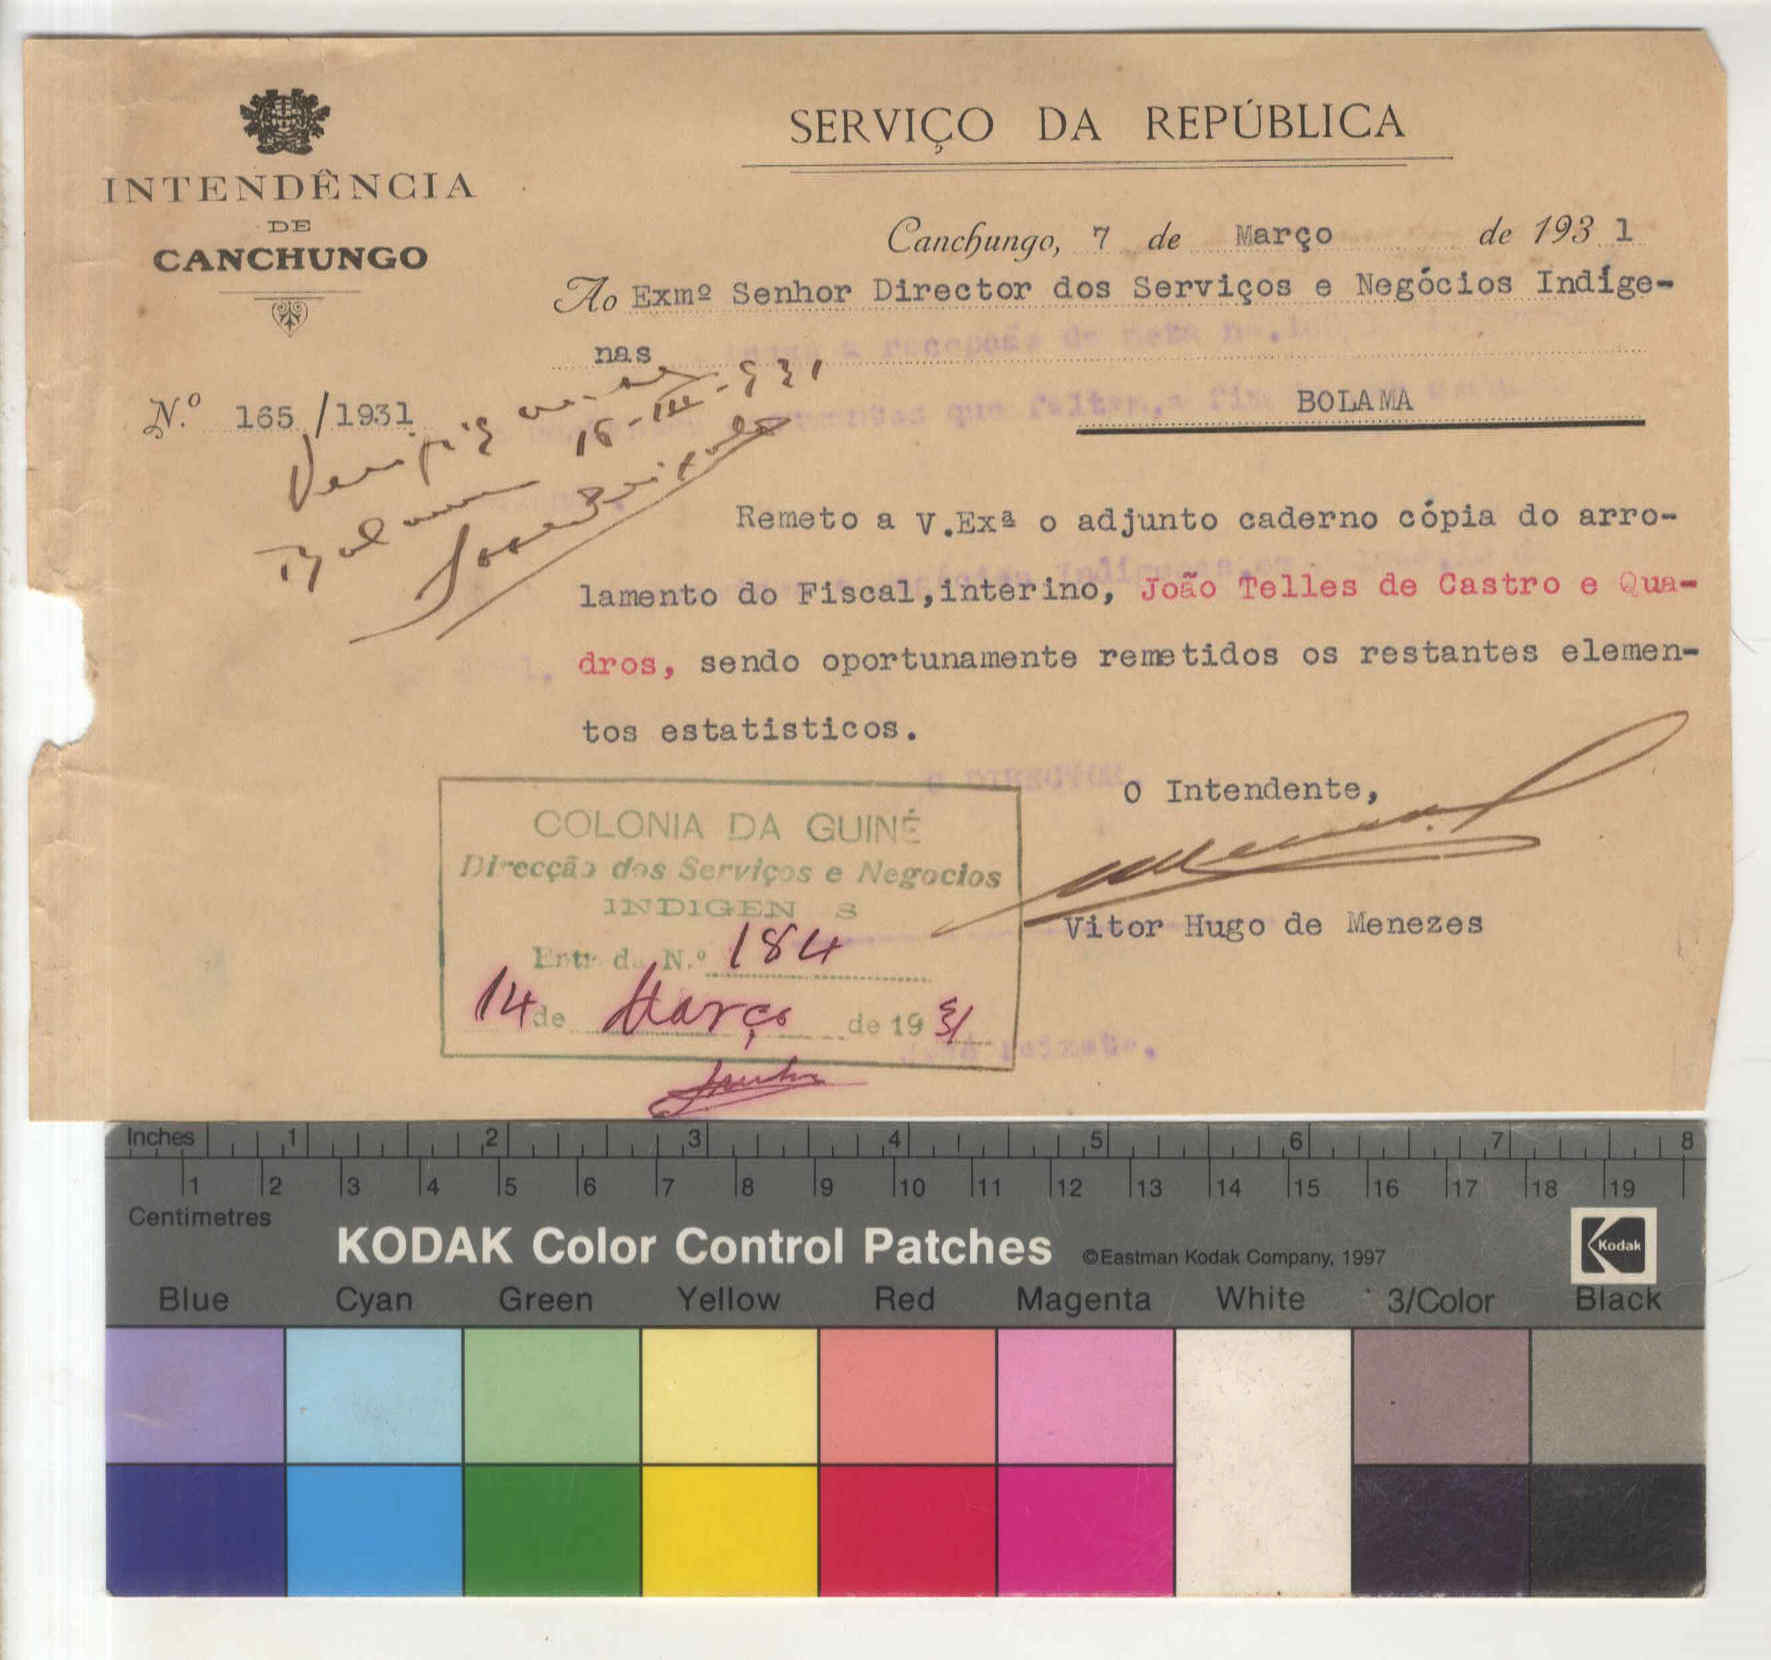 SERVIÇO DA REPÚBLICA
INTENDÊNCIA
DE
CANCHUNGO
Canchungo, 7 de Março de 1931
Ao Exmº Senhor Director dos Serviços e Negócios Indíge-
nas
N.º 165/1931
16-III-931
BOLAMA
Remeto a V.Exª o adjunto caderno cópia do arro-
lamento do Fiscal,interino, João Telles de Castro e Qua-
dros, sendo oportunamente remetidos os restantes elemen-
tos estatisticos.
O Intendente,
Vitor Hugo de Menezes
COLONIA DA GUINÉ
Direcção dos Serviços e Negocios
INDIGEN S
Entr d N.º 184
14 de Março de 1931
O DIRECTOR.
Inches 1 2 3 4 5 6 7 8
1 2 3 4 5 6 7 8 9 10 11 12 13 14 15 16 17 18 19
Centimetres
KODAK Color Control Patches ©Eastman Kodak Company, 1997 Kodak
Blue Cyan Green Yellow Red Magenta White 3/Color Black